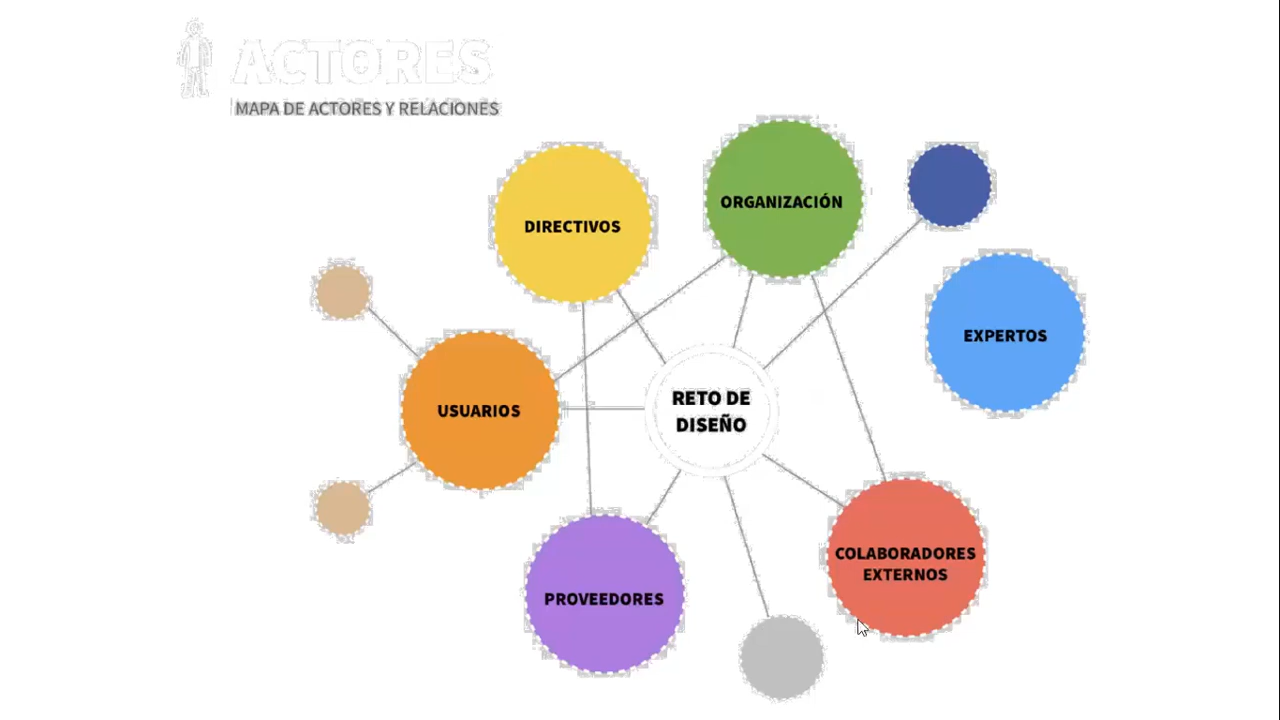 ACTORES
MAPA DE ACTORES Y RELACIONES
DIRECTIVOS
ORGANIZACIÓN
EXPERTOS
USUARIOS
RETO DE
DISEÑO
COLABORADORES
EXTERNOS
PROVEEDORES